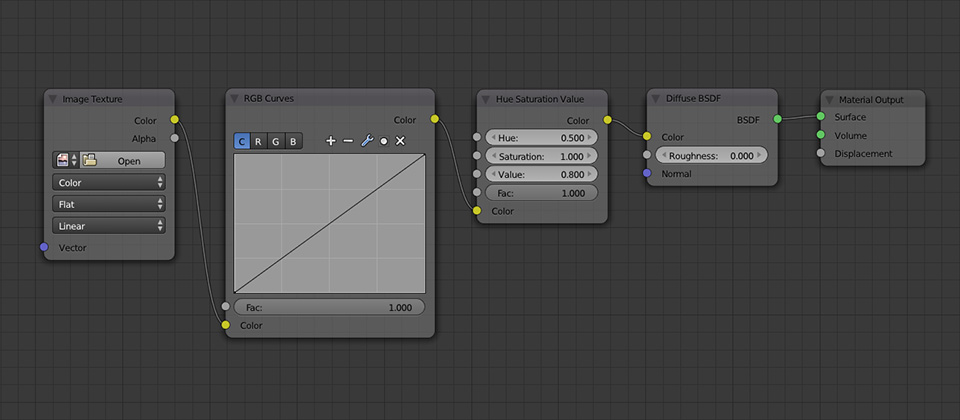 Image Texture
Color
Alpha
Open
Color
Flat
Linear
Vector
RGB Curves
Color
C R G B
Fac: 1.000
Color
Hue Saturation Value
Color
Hue: 0.500
Saturation: 1.000
Value: 0.800
Fac: 1.000
Color
Diffuse BSDF
BSDF
Color
Roughness: 0.000
Normal
Material Output
Surface
Volume
Displacement